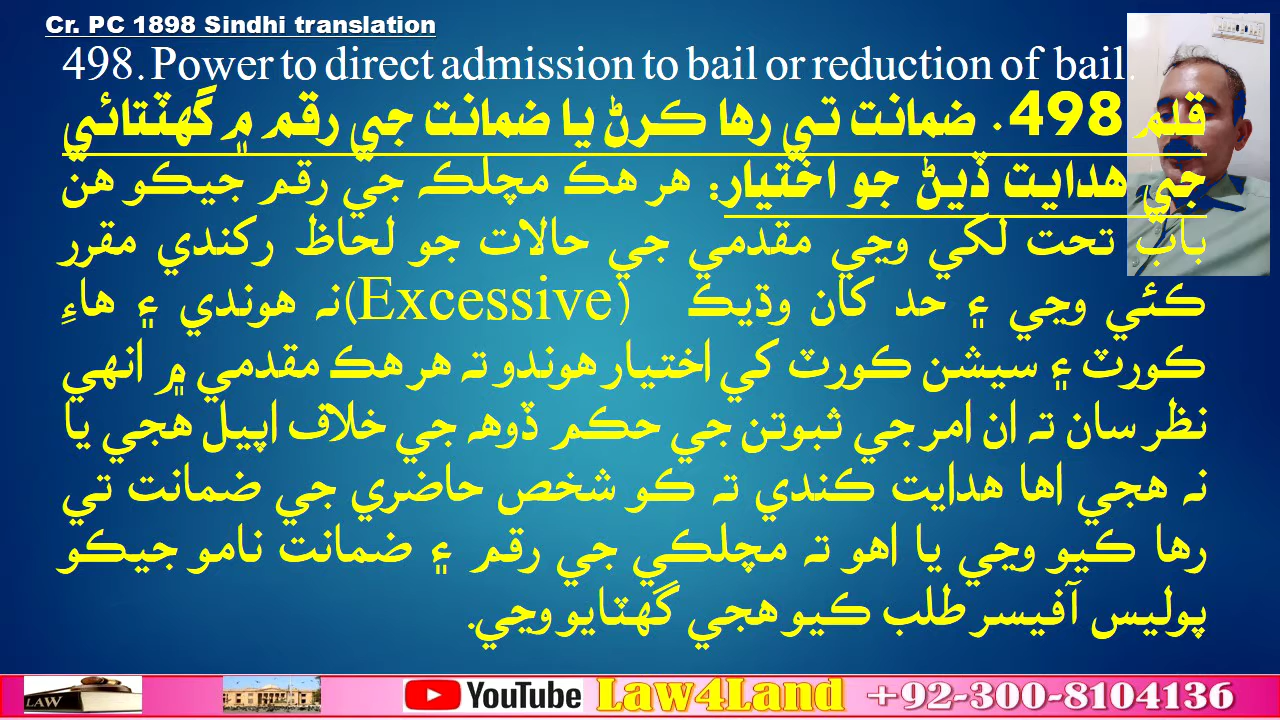 Cr. PC 1898 Sindhi translation
498. Power to direct admission to bail or reduction of bail.
قلم 498. ضمانت تي رها ڪرڻ يا ضمانت جي رقم ۾ گهٽتائي
جي هدايت ڏيڻ جو اختيار: هر هڪ مچلڪه جي رقم جيڪو هن
باب تحت لکي وڃي مقدمي جي حالات جو لحاظ رکندي مقرر
ڪئي وڃي ۽ حد کان وڌيڪ (Excessive) نه هوندي ۽ هاءِ
ڪورٽ ۽ سيشن ڪورٽ کي اختيار هوندو ته هر هڪ مقدمي ۾ انهي
نظر سان ته ان امر جي ثبوتن جي حڪم ڏوهه جي خلاف اپيل هجي يا
نه هجي اها هدايت ڪندي ته ڪو شخص حاضري جي ضمانت تي
رها ڪيو وڃي يا اهو ته مچلڪي جي رقم ۽ ضمانت نامو جيڪو
پوليس آفيسر طلب ڪيو هجي گهٽايو وڃي.
LAW
YouTube Law4Land +92-300-8104136